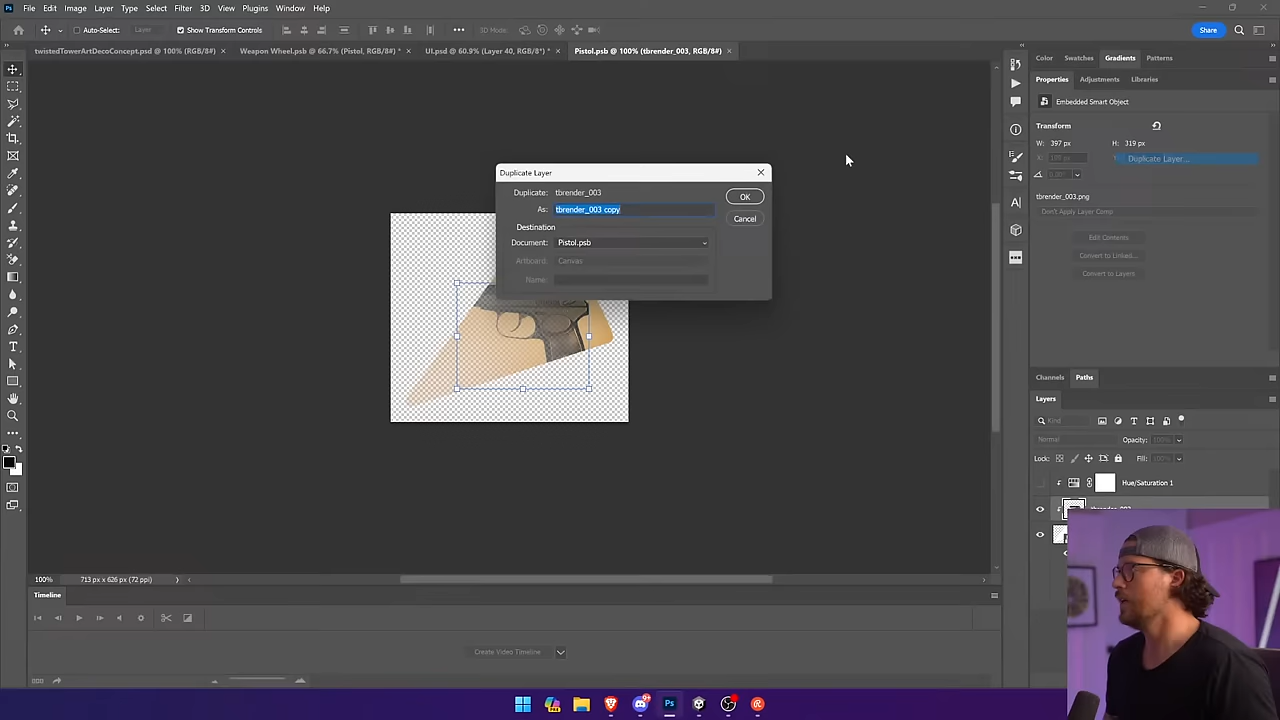 File Edit Image Layer Type Select Filter 3D View Plugins Window Help
Auto-Select: Layer Show Transform Controls 3D Mode: Share
twistedTowerArtDecoConcept.psd @ 100% (RGB/8#) × Weapon Wheel.psb @ 66.7% (Pistol, RGB/8#) * × UI.psd @ 60.9% (Layer 40, RGB/8*) * × Pistol.psb @ 100% (tbrender_003, RGB/8#) ×
Color Swatches Gradients Patterns
Properties Adjustments Libraries
Embedded Smart Object
Transform
W: 397 px H: 319 px
Duplicate Layer...
0.00°
tbrender_003.png
Don't Apply Layer Comp
Edit Contents
Convert to Linked...
Convert to Layers
Duplicate Layer
Duplicate: tbrender_003 OK
As: tbrender_003 copy
Cancel
Destination
Document: Pistol.psb
Artboard: Canvas
Name:
Channels Paths
Layers
Kind
Normal Opacity: 100%
Lock: Fill: 100%
Hue/Saturation 1
100% 713 px x 626 px (72 ppi)
Timeline
Create Video Timeline